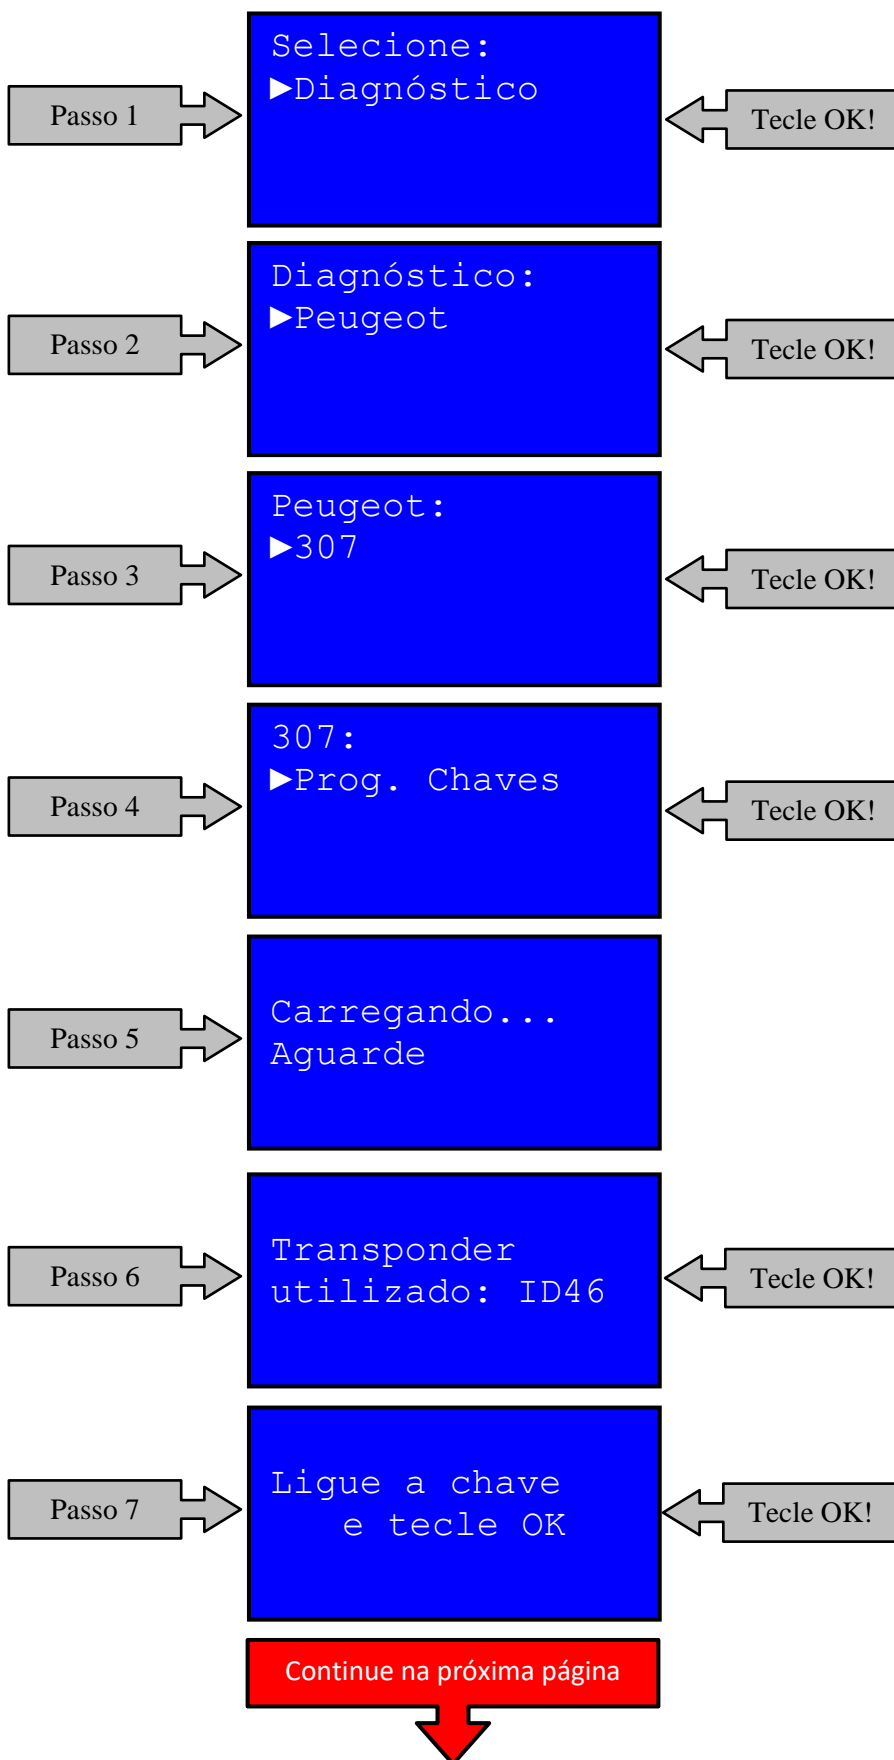 Passo 1
Selecione:
►Diagnóstico
Tecle OK!
Passo 2
Diagnóstico:
►Peugeot
Tecle OK!
Passo 3
Peugeot:
►307
Tecle OK!
Passo 4
307:
►Prog. Chaves
Tecle OK!
Passo 5
Carregando...
Aguarde
Passo 6
Transponder
utilizado: ID46
Tecle OK!
Passo 7
Ligue a chave
e tecle OK
Tecle OK!
Continue na próxima página